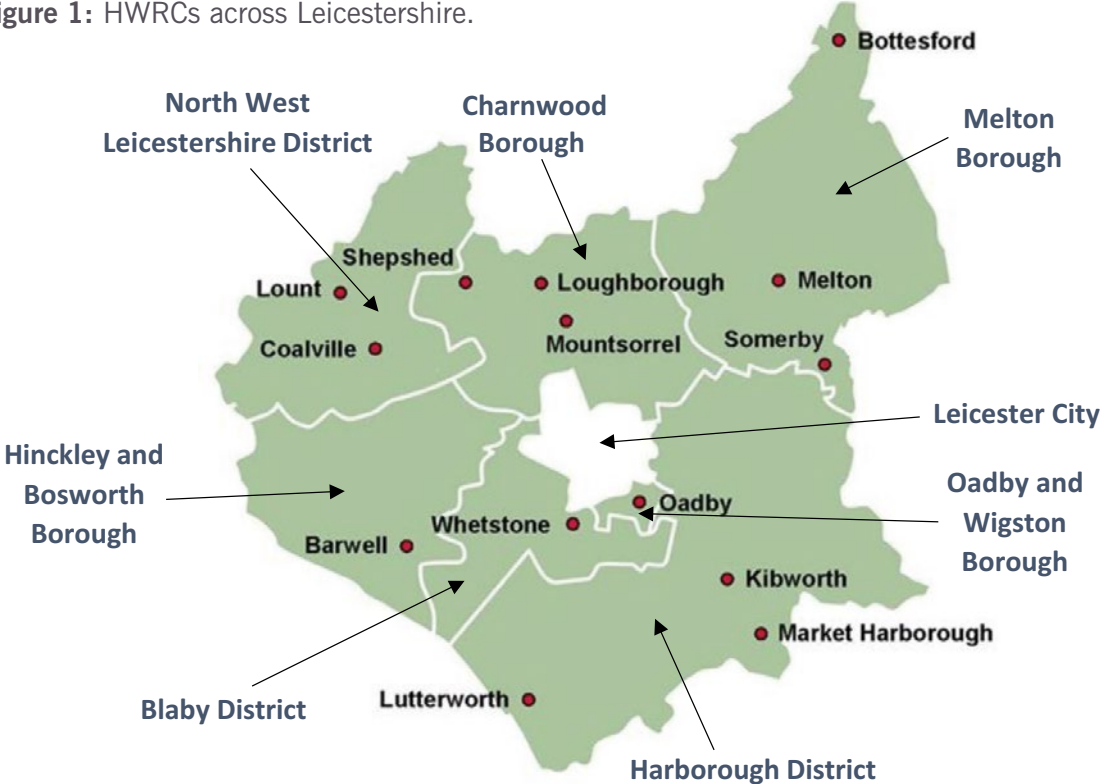 igure 1: HWRCs across Leicestershire.
Bottesford
North West
Leicestershire District
Charnwood
Borough
Melton
Borough
Shepshed
Lount
Loughborough
Melton
Coalville
Mountsorrel
Somerby
Leicester City
Hinckley and
Bosworth
Borough
Oadby and
Wigston
Borough
Oadby
Whetstone
Barwell
Kibworth
Market Harborough
Blaby District
Lutterworth
Harborough District